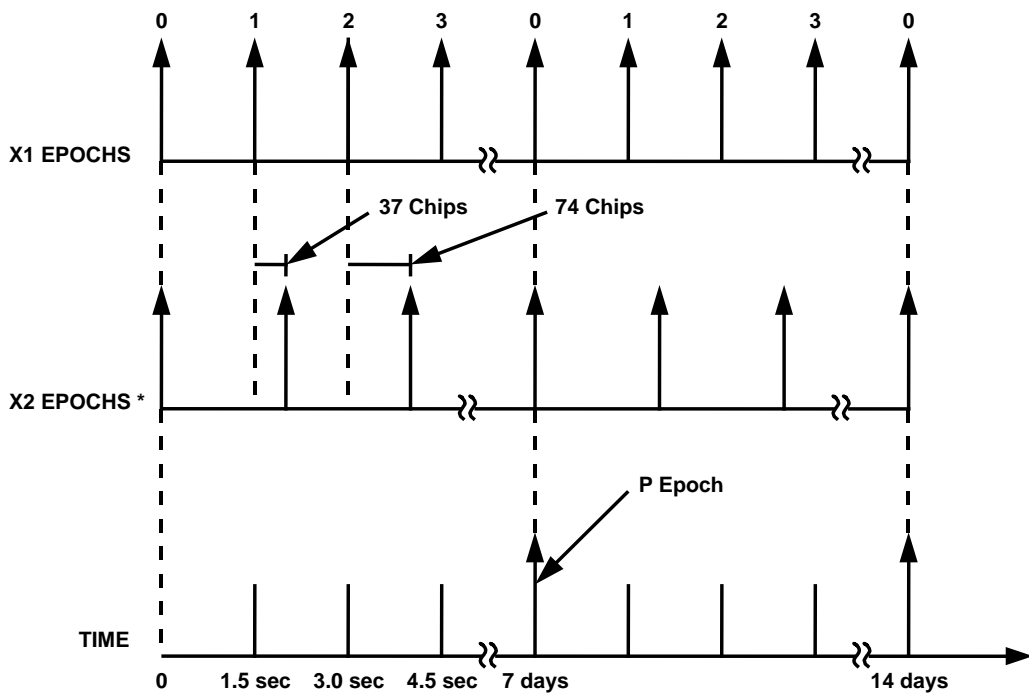 0 1 2 3 0 1 2 3 0
X1 EPOCHS
37 Chips 74 Chips
X2 EPOCHS *
P Epoch
TIME
0 1.5 sec 3.0 sec 4.5 sec 7 days 14 days